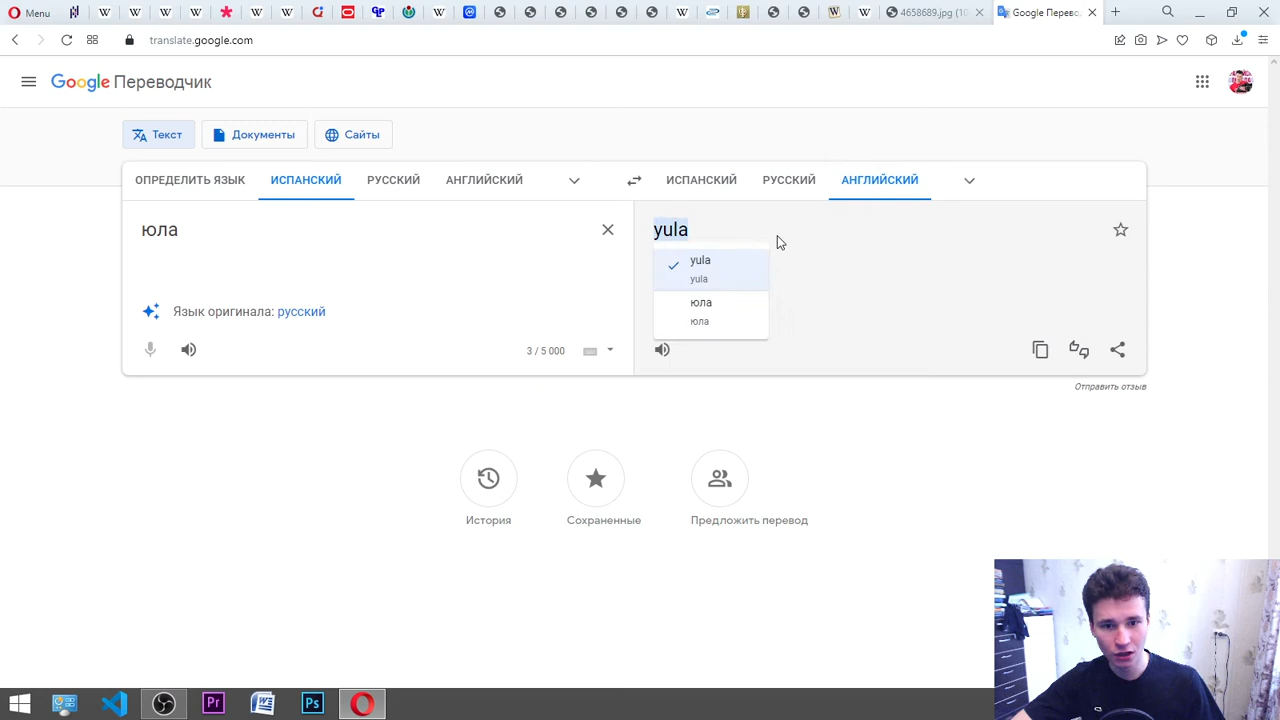 Menu
4658689.jpg (10
Google Перево.
translate.google.com
Google Переводчик
Текст
Документы
Сайты
ОПРЕДЕЛИТЬ ЯЗЫК
ИСПАНСКИЙ
РУССКИЙ
АНГЛИЙСКИЙ
ИСПАНСКИЙ
РУССКИЙ
АНГЛИЙСКИЙ
юла
yula
yula
yula
юла
юла
Язык оригинала: русский
3 / 5 000
Отправить отзыв
История
Сохраненные
Предложить перевод